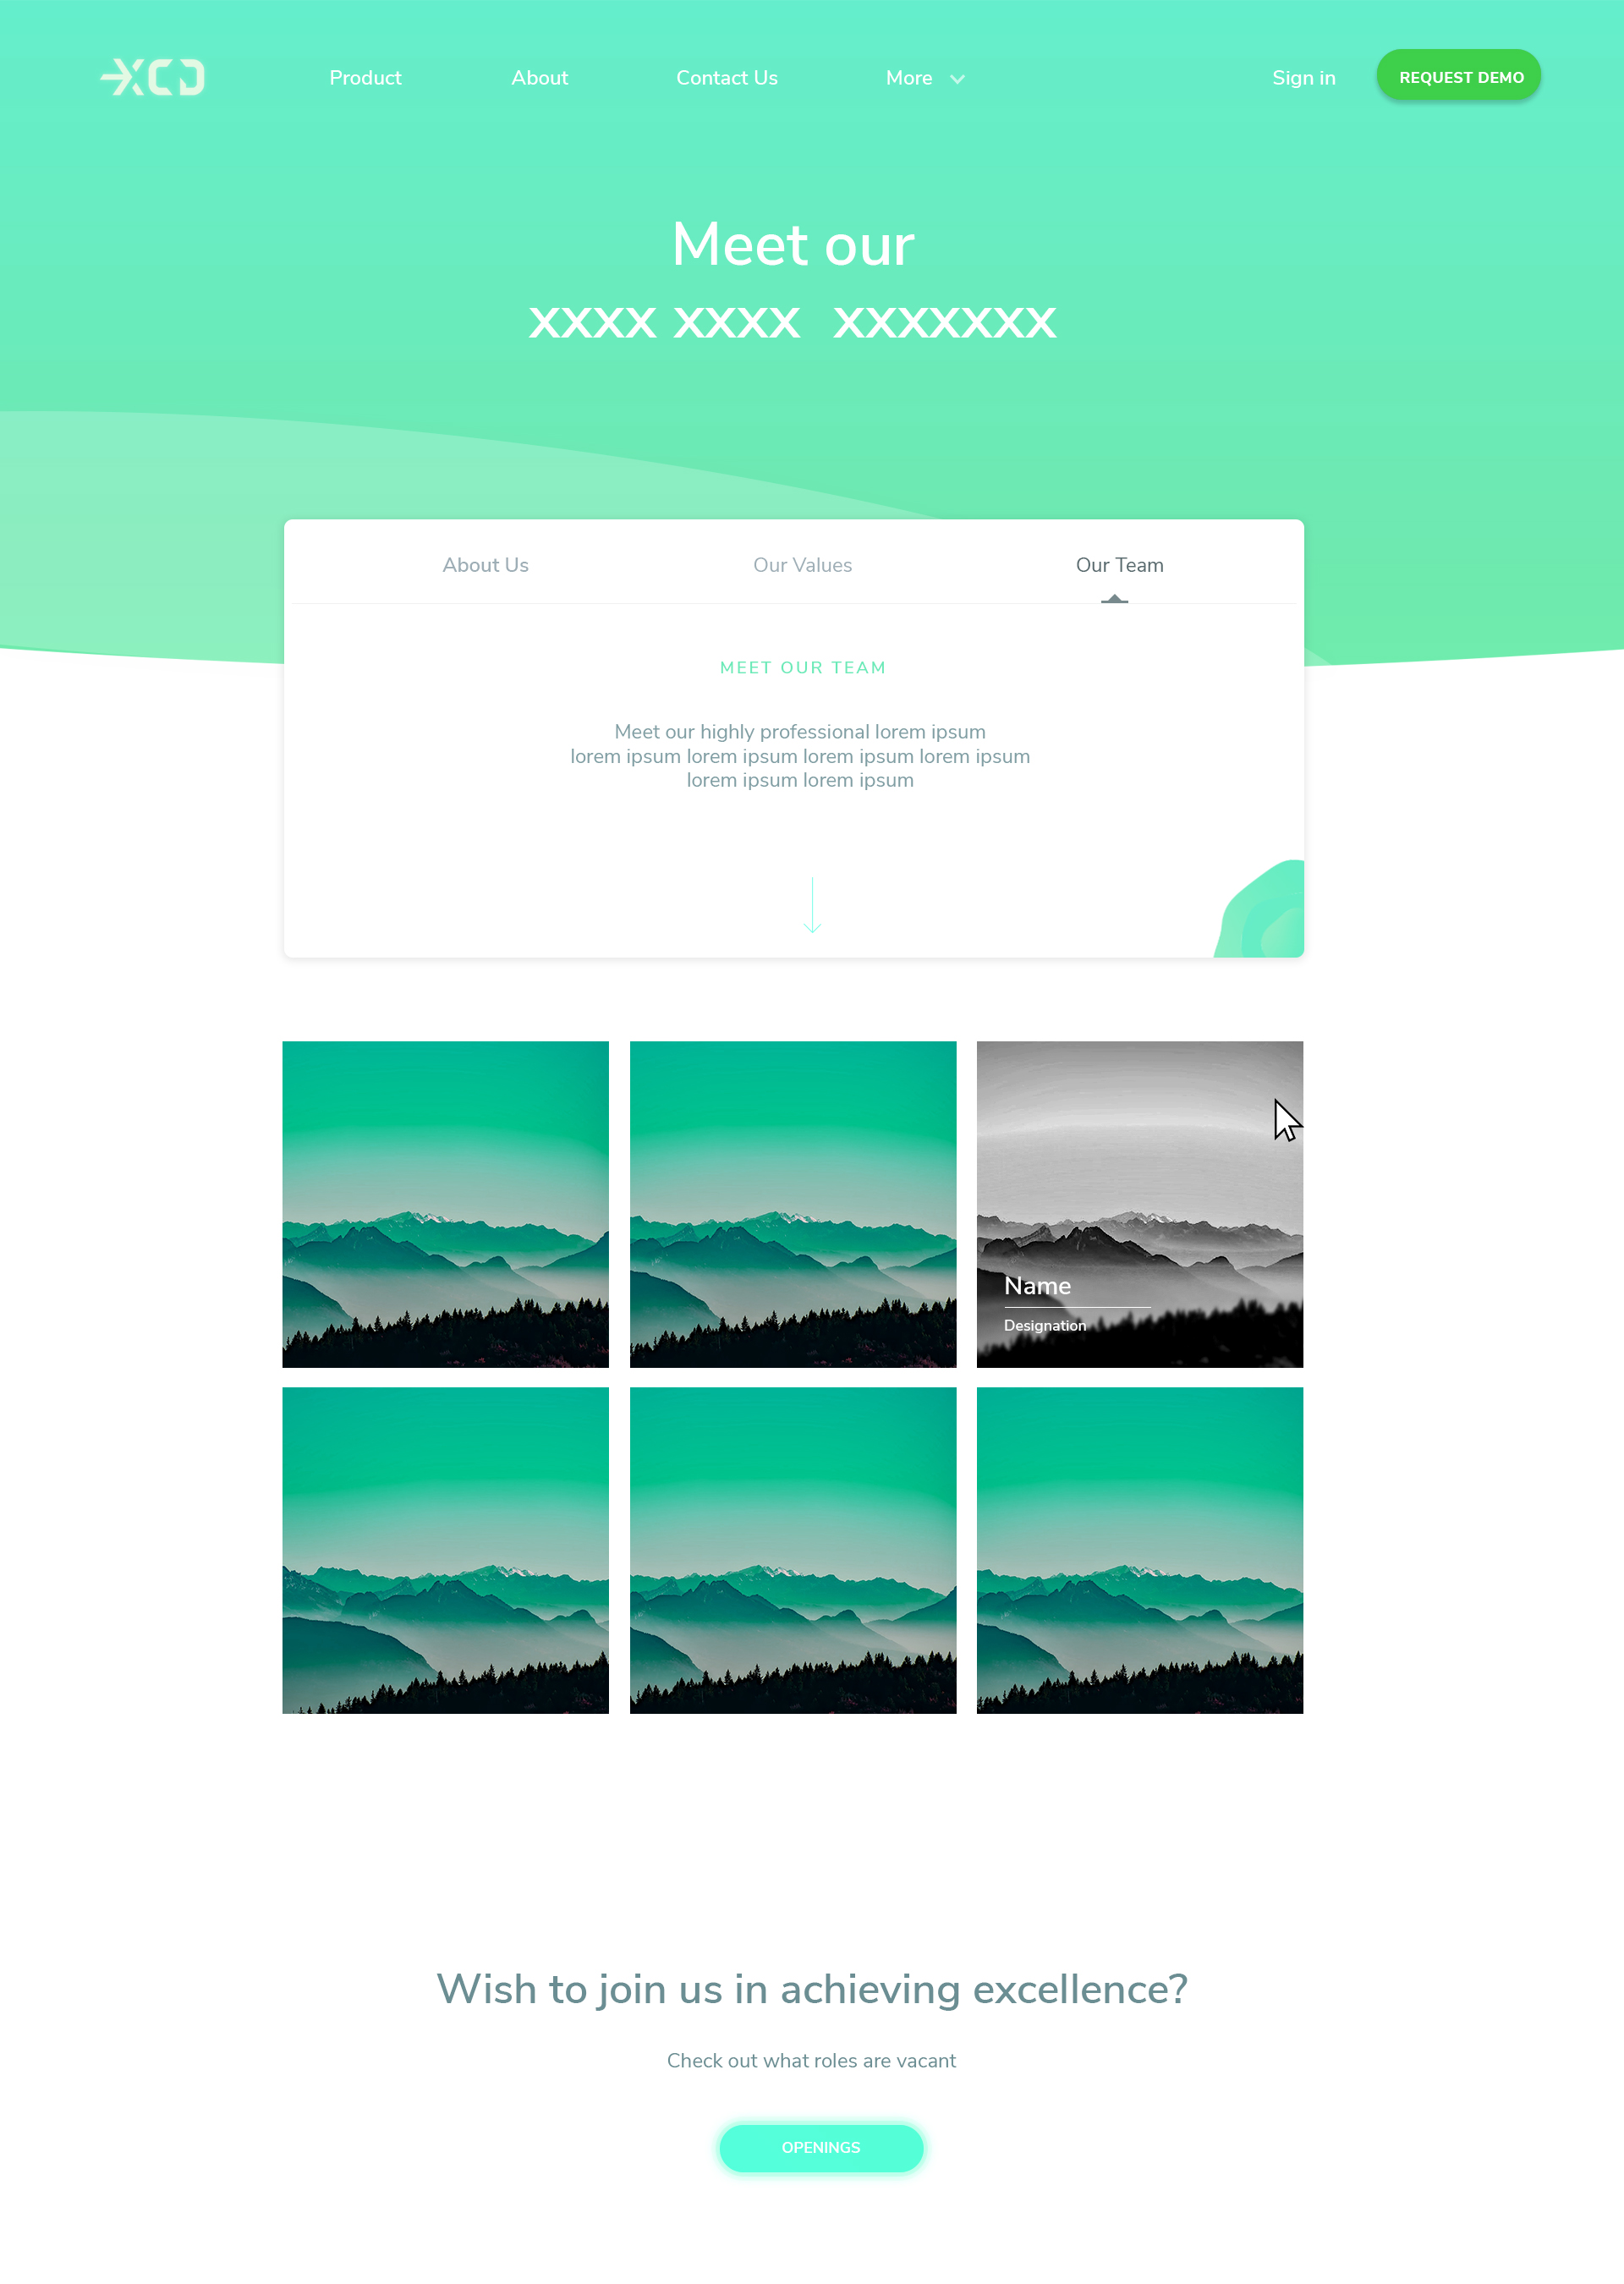 XCD
Product
About
Contact Us
More
Sign in
REQUEST DEMO
Meet our
xxxx xxxx xxxxxxx
About Us
Our Values
Our Team
MEET OUR TEAM
Meet our highly professional lorem ipsum
lorem ipsum lorem ipsum lorem ipsum lorem ipsum
lorem ipsum lorem ipsum
Name
Designation
Wish to join us in achieving excellence?
Check out what roles are vacant
OPENINGS